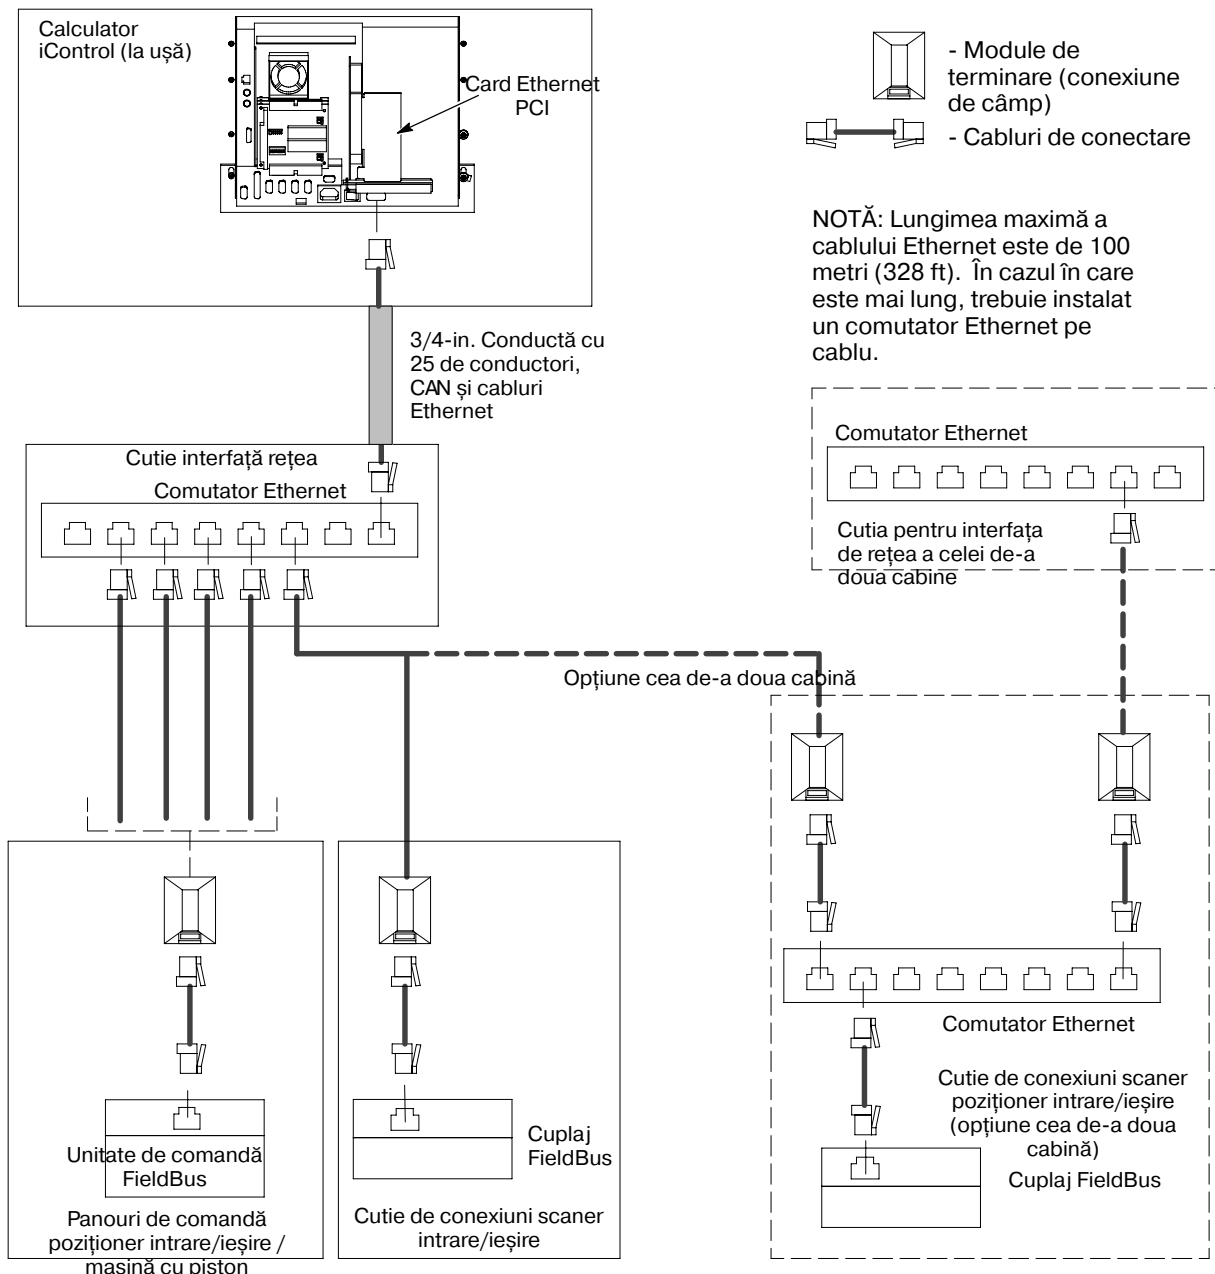 Calculator
iControl (la ușă)
Card Ethernet
PCI
- Module de
terminare (conexiune
de câmp)
- Cabluri de conectare
NOTĂ: Lungimea maximă a
cablului Ethernet este de 100
metri (328 ft). În cazul în care
este mai lung, trebuie instalat
un comutator Ethernet pe
cablu.
3/4-in. Conductă cu
25 de conductori,
CAN și cabluri
Ethernet
Cutie interfață rețea
Comutator Ethernet
Comutator Ethernet
Cutia pentru interfața
de rețea a celei de-a
doua cabine
Opțiune cea de-a doua cabină
Unitate de comandă
FieldBus
Panouri de comandă
poziționer intrare/ieșire /
mașină cu piston
Cuplaj
FieldBus
Cutie de conexiuni scaner
intrare/ieșire
Comutator Ethernet
Cutie de conexiuni scaner
poziționer intrare/ieșire
(opțiune cea de-a doua
cabină)
Cuplaj FieldBus